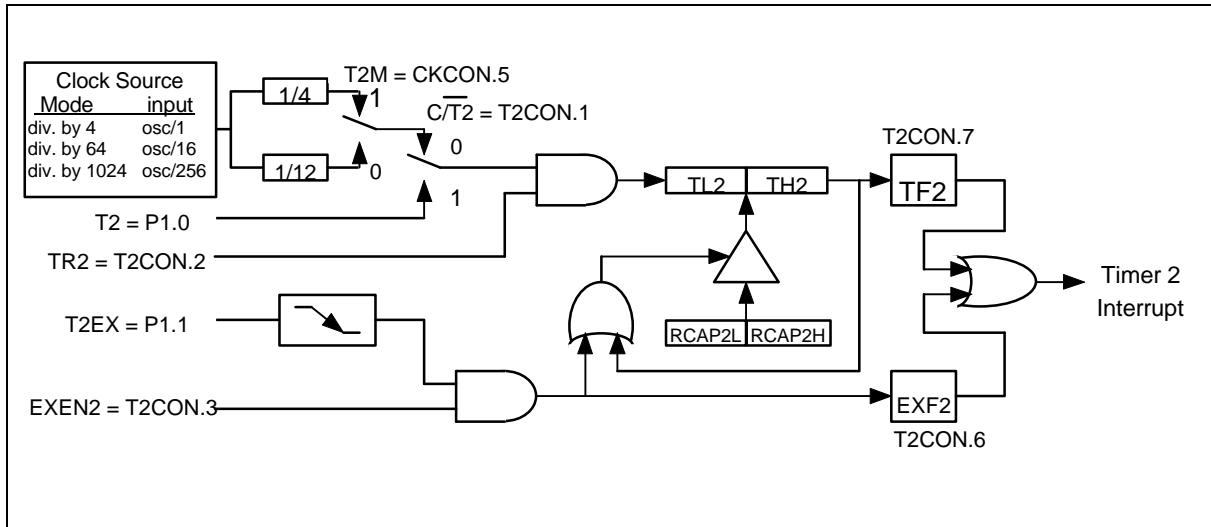 Clock Source
Mode input
div. by 4 osc/1
div. by 64 osc/16
div. by 1024 osc/256
1/4
1/12
T2M = CKCON.5
1
0
C/T2 = T2CON.1
0
1
T2 = P1.0
TR2 = T2CON.2
TL2 TH2
T2CON.7
TF2
Timer 2
Interrupt
T2EX = P1.1
RCAP2L RCAP2H
EXEN2 = T2CON.3
EXF2
T2CON.6